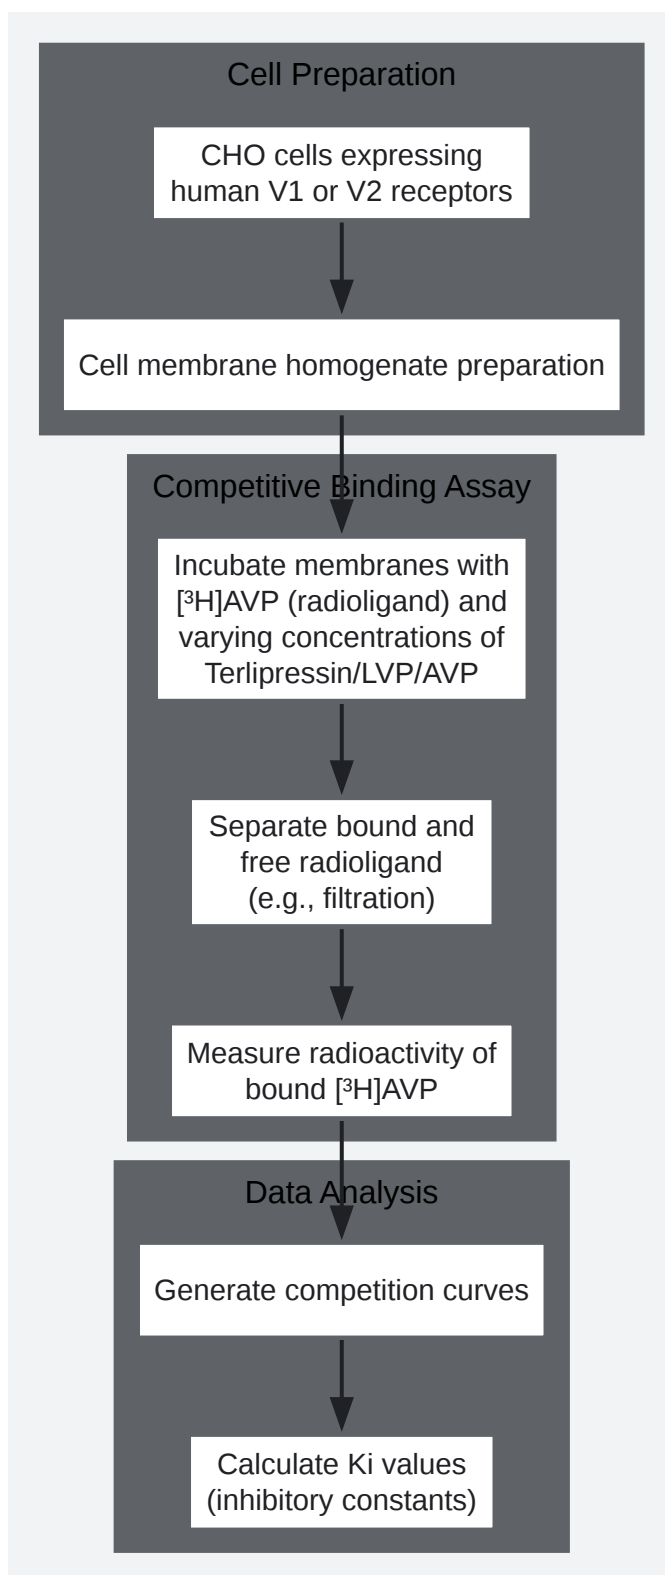 Cell Preparation
CHO cells expressing
human V1 or V2 receptors
Cell membrane homogenate preparation
Competitive Binding Assay
Incubate membranes with
[³H]AVP (radioligand) and
varying concentrations of
Terlipressin/LVP/AVP
Separate bound and
free radioligand
(e.g., filtration)
Measure radioactivity of
bound [³H]AVP
Data Analysis
Generate competition curves
Calculate Ki values
(inhibitory constants)